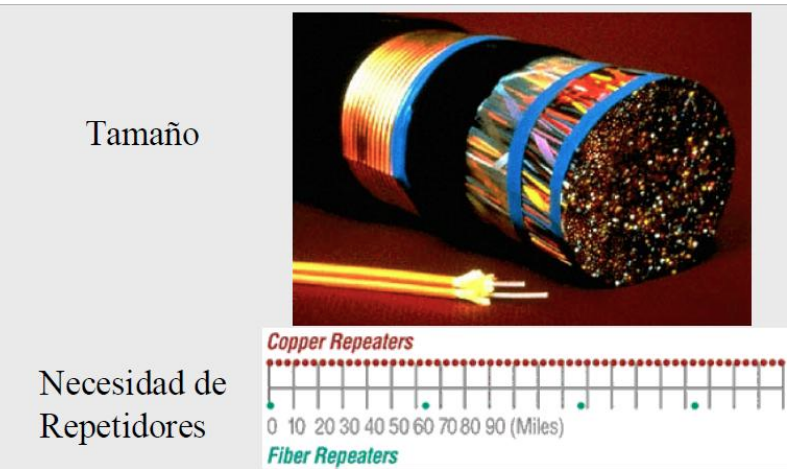 Tamaño
Copper Repeaters
Necesidad de
Repetidores
0 10 20 30 40 50 60 70 80 90 (Miles)
Fiber Repeaters